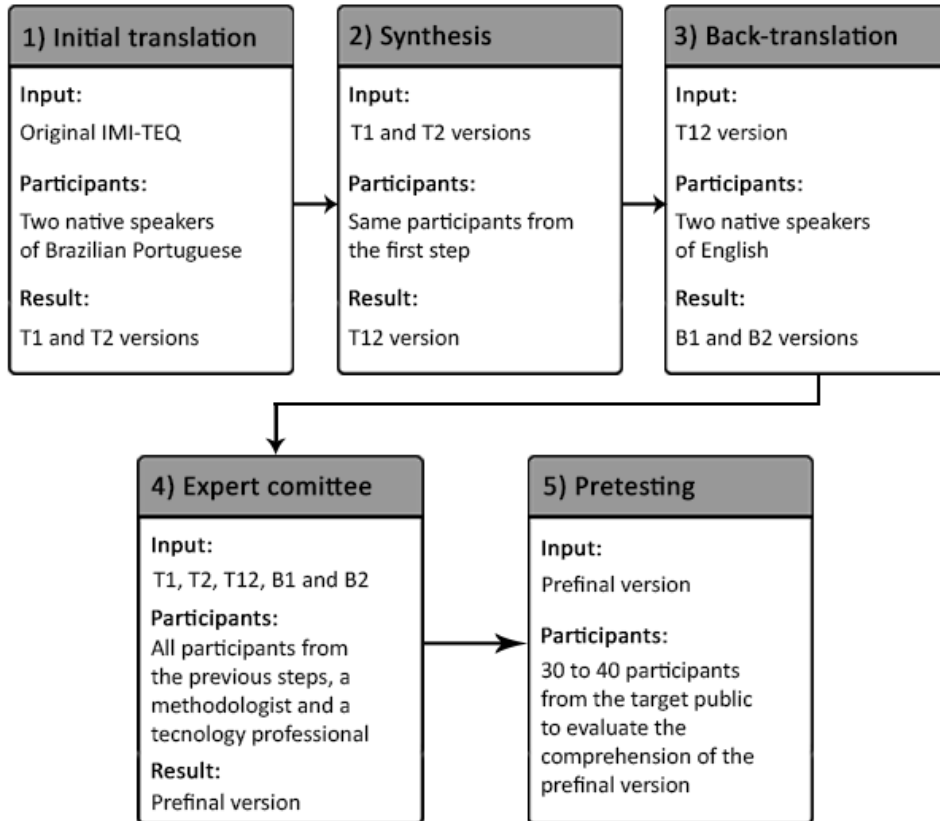 1) Initial translation
Input:
Original IMI-TEQ
Participants:
Two native speakers
of Brazilian Portuguese
Result:
T1 and T2 versions
2) Synthesis
Input:
T1 and T2 versions
Participants:
Same participants from
the first step
Result:
T12 version
3) Back-translation
Input:
T12 version
Participants:
Two native speakers
of English
Result:
B1 and B2 versions
4) Expert comittee
Input:
T1, T2, T12, B1 and B2
Participants:
All participants from
the previous steps, a
methodologist and a
tecnology professional
Result:
Prefinal version
5) Pretesting
Input:
Prefinal version
Participants:
30 to 40 participants
from the target public
to evaluate the
comprehension of the
prefinal version